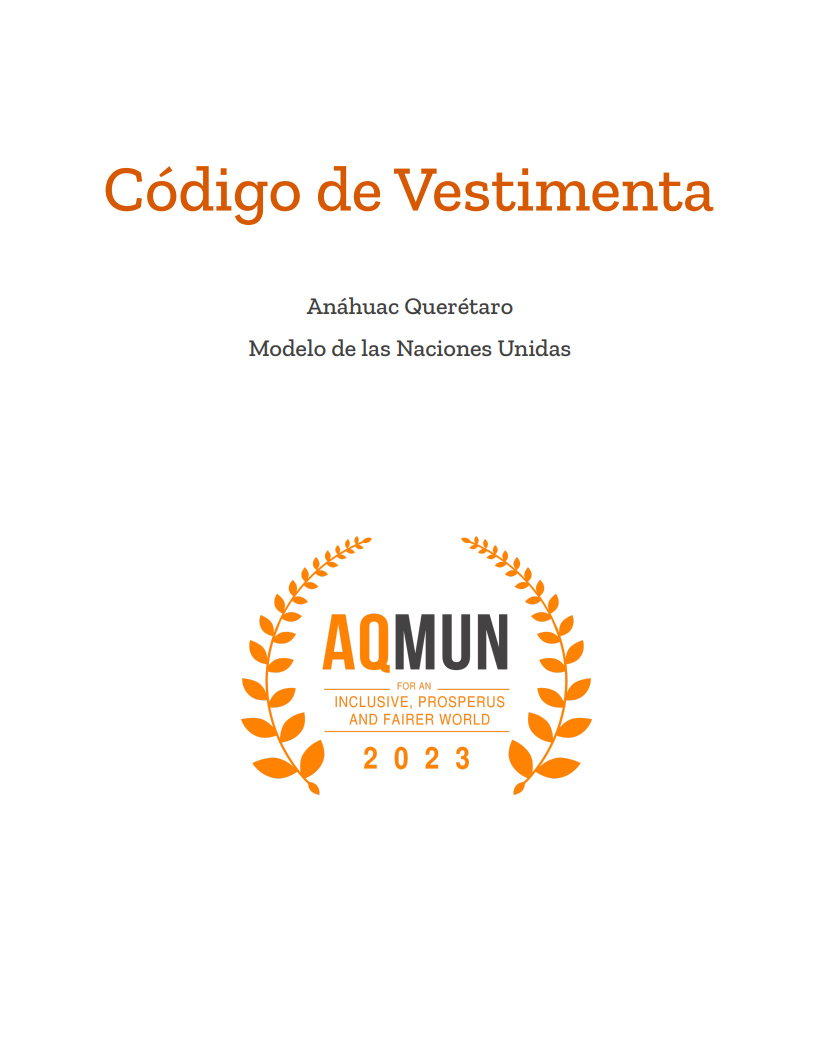 Código de Vestimenta
Anáhuac Querétaro
Modelo de las Naciones Unidas
AQMUN
FOR AN
INCLUSIVE, PROSPERUS
AND FAIRER WORLD
2023